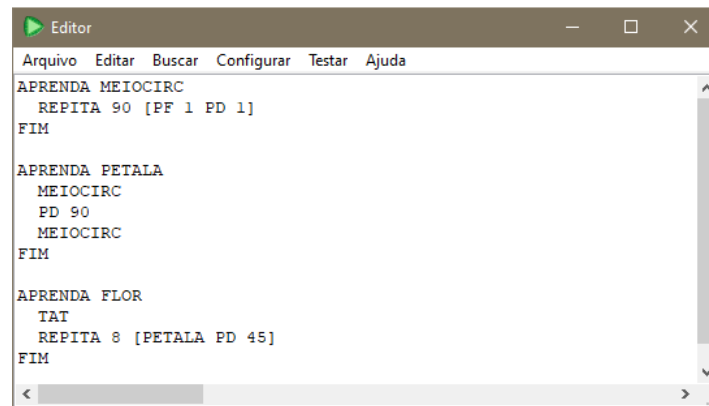 Editor
Arquivo Editar Buscar Configurar Testar Ajuda
APRENDA MEIOCIRC
REPITA 90 [PF 1 PD 1]
FIM
APRENDA PETALA
MEIOCIRC
PD 90
MEIOCIRC
FIM
APRENDA FLOR
TAT
REPITA 8 [PETALA PD 45]
FIM